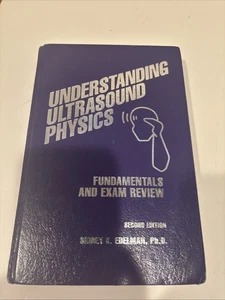 UNDERSTANDING
ULTRASOUND
PHYSICS
FUNDAMENTALS
AND EXAM REVIEW
SECOND EDITION
SIDNEY K. EDELMAN, Ph.D.